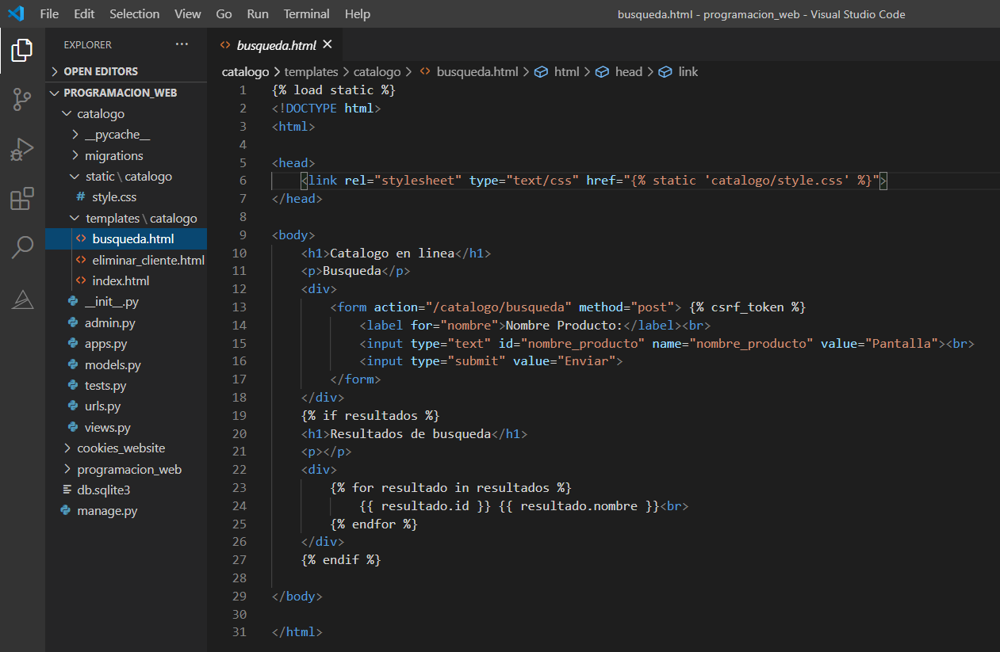 File Edit Selection View Go Run Terminal Help busqueda.html - programacion_web - Visual Studio Code
EXPLORER ···
OPEN EDITORS
PROGRAMACION_WEB
catalogo
__pycache__
migrations
static \ catalogo
# style.css
templates \ catalogo
<> busqueda.html
<> eliminar_cliente.html
<> index.html
__init__.py
admin.py
apps.py
models.py
tests.py
urls.py
views.py
cookies_website
programacion_web
db.sqlite3
manage.py
<> busqueda.html ×
catalogo > templates > catalogo > <> busqueda.html > html > head > link
1 {% load static %}
2 <!DOCTYPE html>
3 <html>
4
5 <head>
6 <link rel="stylesheet" type="text/css" href="{% static 'catalogo/style.css' %}">
7 </head>
8
9 <body>
10 <h1>Catalogo en linea</h1>
11 <p>Busqueda</p>
12 <div>
13 <form action="/catalogo/busqueda" method="post"> {% csrf_token %}
14 <label for="nombre">Nombre Producto:</label><br>
15 <input type="text" id="nombre_producto" name="nombre_producto" value="Pantalla"><br>
16 <input type="submit" value="Enviar">
17 </form>
18 </div>
19 {% if resultados %}
20 <h1>Resultados de busqueda</h1>
21 <p></p>
22 <div>
23 {% for resultado in resultados %}
24 {{ resultado.id }} {{ resultado.nombre }}<br>
25 {% endfor %}
26 </div>
27 {% endif %}
28
29 </body>
30
31 </html>